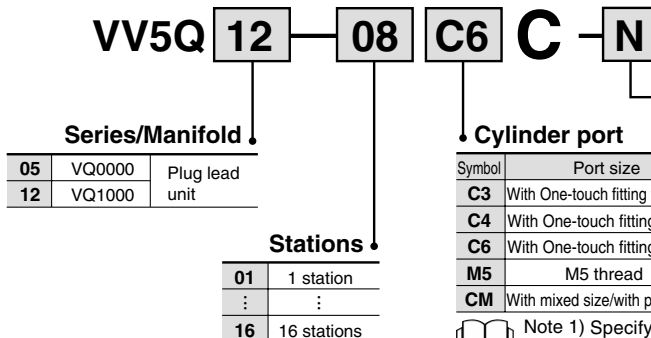 VV5Q 12 — 08 C6 C – N
Series/Manifold
05 VQ0000 Plug lead unit
12 VQ1000
Stations
01 1 station
⋮ ⋮
16 16 stations
Cylinder port
Symbol Port size
C3 With One-touch fitting
C4 With One-touch fitting
C6 With One-touch fitting
M5 M5 thread
CM With mixed size/with
Note 1) Specify